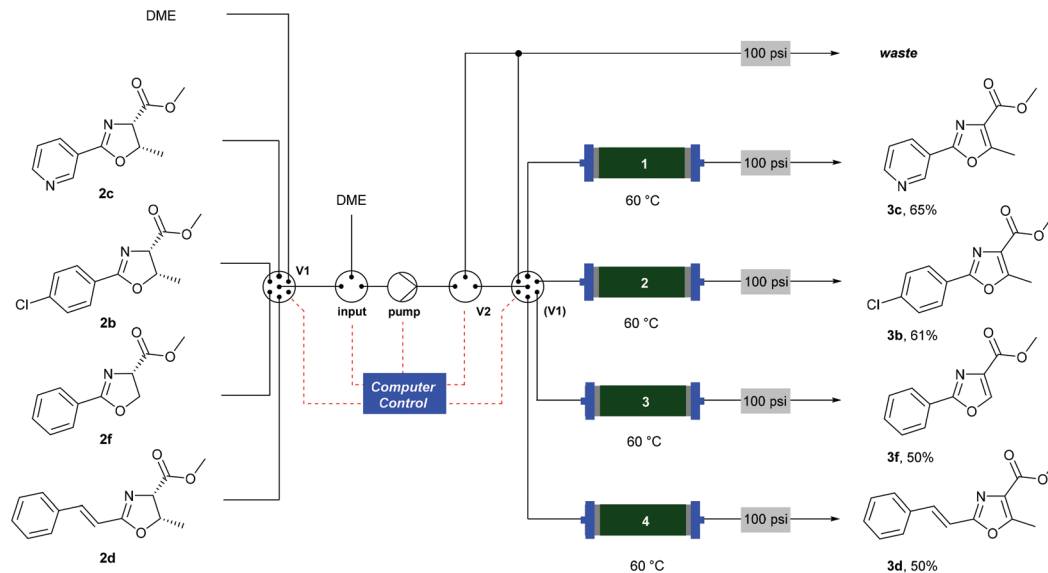 DME
100 psi
waste
O
O
N
O
N
2c
1
60 °C
100 psi
O
O
N
O
N
3c, 65%
DME
O
O
N
O
Cl
2b
V1
input
pump
V2
(V1)
2
60 °C
100 psi
O
O
N
O
Cl
3b, 61%
Computer
Control
O
O
N
O
2f
3
60 °C
100 psi
O
O
N
O
3f, 50%
O
O
N
O
2d
4
60 °C
100 psi
O
O
N
O
3d, 50%